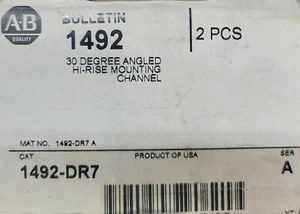 A-B
QUALITY
BULLETIN
1492
2 PCS
30 DEGREE ANGLED
HI-RISE MOUNTING
CHANNEL
MAT NO. 1492-DR7 A
CAT
PRODUCT OF USA
SER
1492-DR7
A